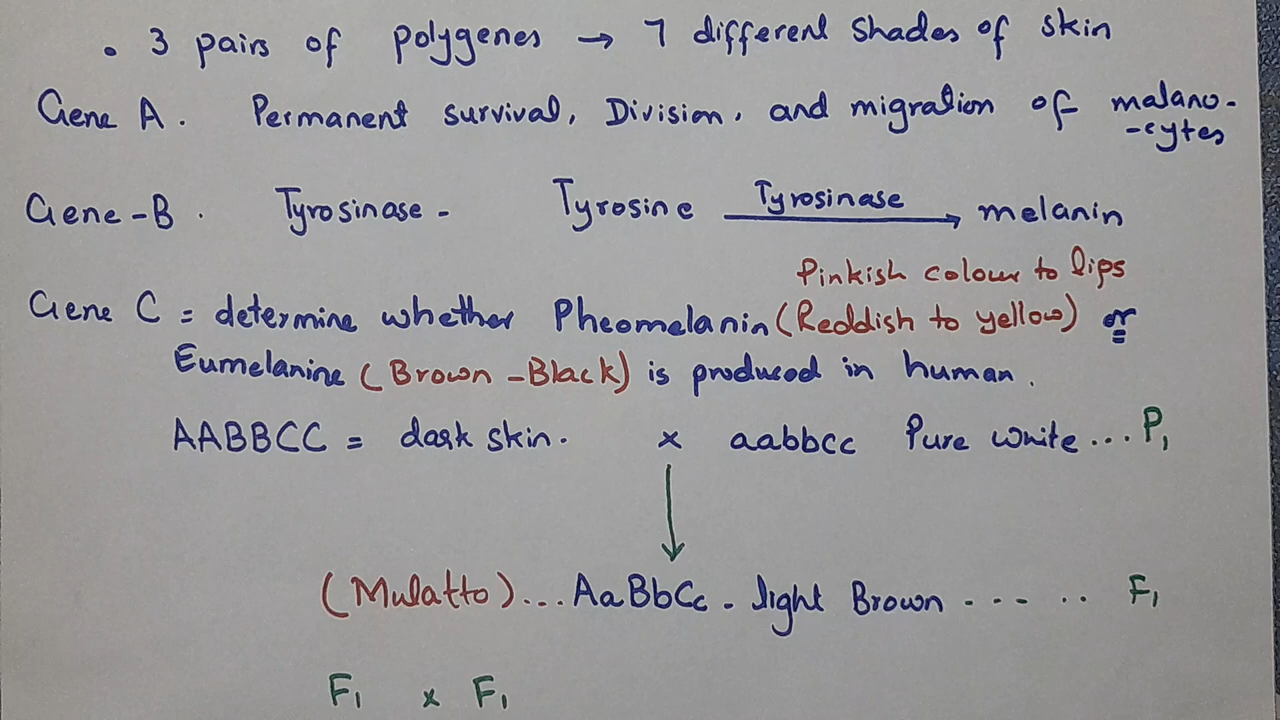 • 3 pairs of polygenes → 7 different shades of skin
Gene A. Permanent survival, Division, and migration of malano-
-cytes
Gene-B. Tyrosinase - Tyrosine Tyrosinase → melanin
Pinkish colour to lips
Gene C = determine whether Pheomelanin (Reddish to yellow) or
Eumelanine (Brown-Black) is produced in human.
AABBCC = dark skin. × aabbcc Pure white ... P1
(Mulatto)... AaBbCc - light Brown - - - - .. F1
F1 × F1